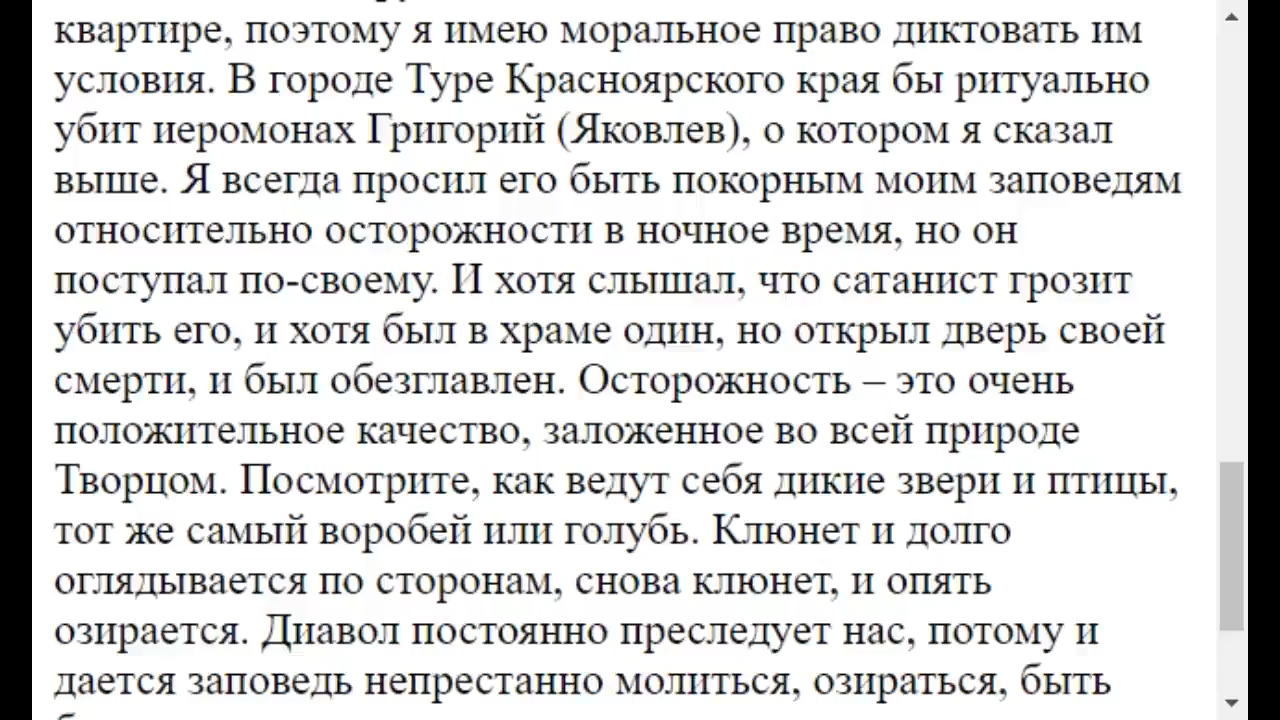 квартире, поэтому я имею моральное право диктовать им
условия. В городе Туре Красноярского края бы ритуально
убит иеромонах Григорий (Яковлев), о котором я сказал
выше. Я всегда просил его быть покорным моим заповедям
относительно осторожности в ночное время, но он
поступал по-своему. И хотя слышал, что сатанист грозит
убить его, и хотя был в храме один, но открыл дверь своей
смерти, и был обезглавлен. Осторожность – это очень
положительное качество, заложенное во всей природе
Творцом. Посмотрите, как ведут себя дикие звери и птицы,
тот же самый воробей или голубь. Клюнет и долго
оглядывается по сторонам, снова клюнет, и опять
озирается. Диавол постоянно преследует нас, потому и
дается заповедь непрестанно молиться, озираться, быть